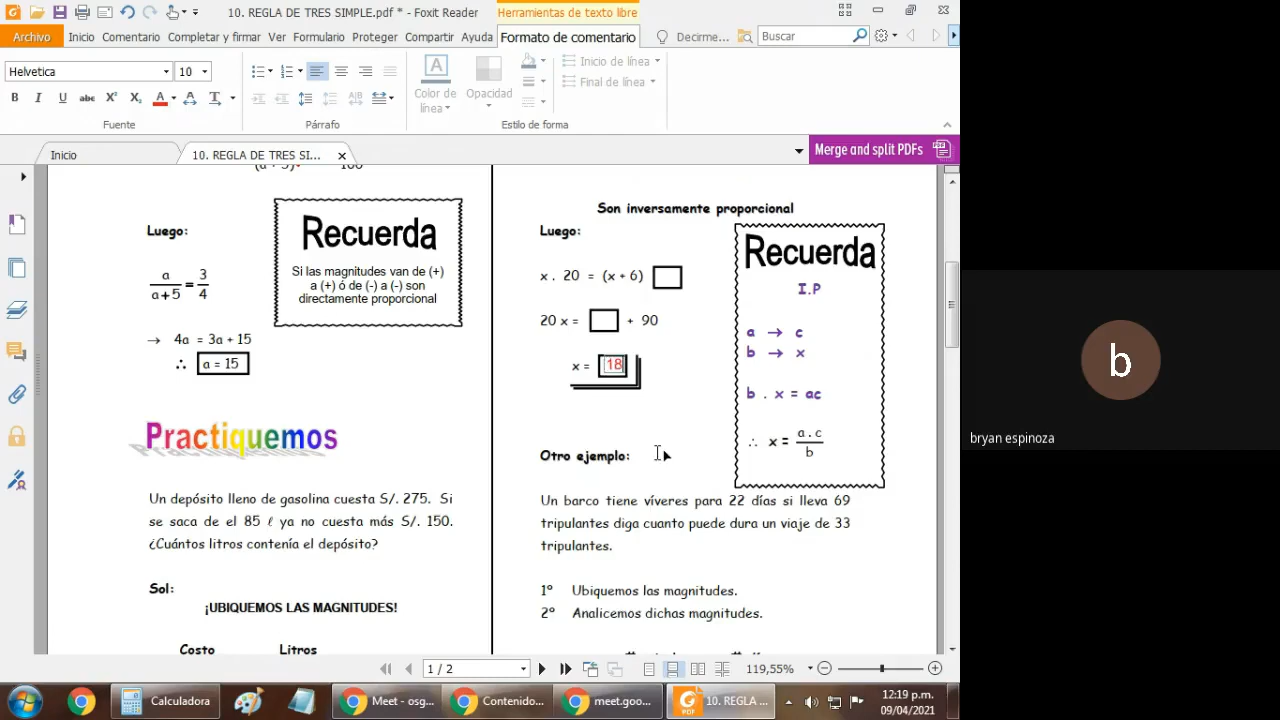 10. REGLA DE TRES SIMPLE.pdf * - Foxit Reader
Herramientas de texto libre
Archivo Inicio Comentario Completar y firmar Ver Formulario Proteger Compartir Ayuda Formato de comentario Decirme... Buscar
Helvetica 10
Color de línea
Opacidad
Inicio de línea
Final de línea
Fuente
Párrafo
Estilo de forma
Inicio
10. REGLA DE TRES SI...
Merge and split PDFs
Luego:
a / a+5 = 3 / 4
→ 4a = 3a + 15
∴ a = 15
Recuerda
Si las magnitudes van de (+)
a (+) ó de (-) a (-) son
directamente proporcional
Practiquemos
Un depósito lleno de gasolina cuesta S/. 275. Si
se saca de el 85 ℓ ya no cuesta más S/. 150.
¿Cuántos litros contenía el depósito?
Sol:
¡UBIQUEMOS LAS MAGNITUDES!
Costo Litros
Son inversamente proporcional
Luego:
x . 20 = (x + 6)
20 x = + 90
x = 18
Recuerda
I.P
a → c
b → x
b . x = ac
∴ x = a . c / b
Otro ejemplo:
Un barco tiene víveres para 22 días si lleva 69
tripulantes diga cuanto puede dura un viaje de 33
tripulantes.
1º Ubiquemos las magnitudes.
2º Analicemos dichas magnitudes.
1 / 2
119,55%
b
bryan espinoza
Calculadora
Meet - osg...
Contenido...
meet.goo...
10. REGLA ...
12:19 p.m.
09/04/2021